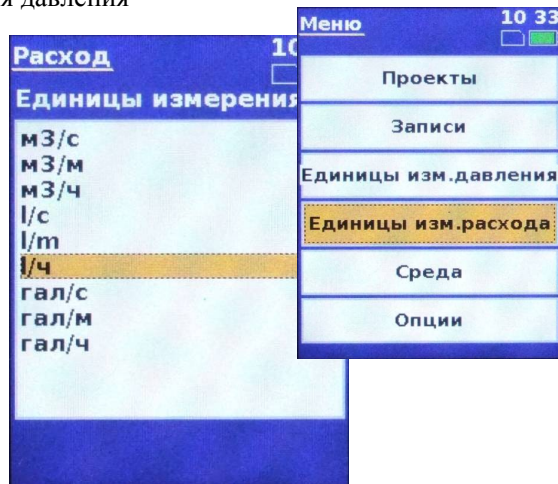 я давления
Расход
10
Единицы измерения
м3/с
м3/м
м3/ч
l/с
l/m
l/ч
гал/с
гал/м
гал/ч
Меню
10 33
Проекты
Записи
Единицы изм.давления
Единицы изм.расхода
Среда
Опции